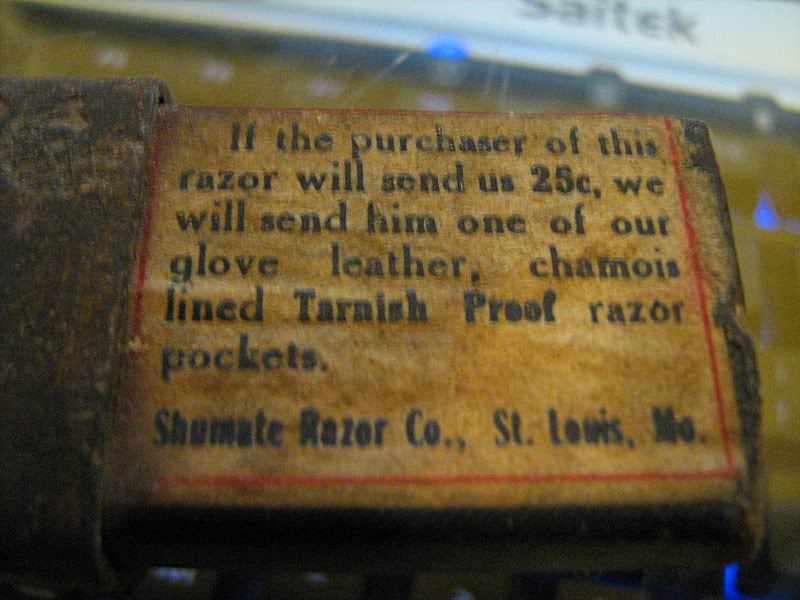 Saitek
If the purchaser of this
razor will send us 25c, we
will send him one of our
glove leather, chamois
lined Tarnish Proof razor
pockets.
Shumate Razor Co., St. Louis, Mo.